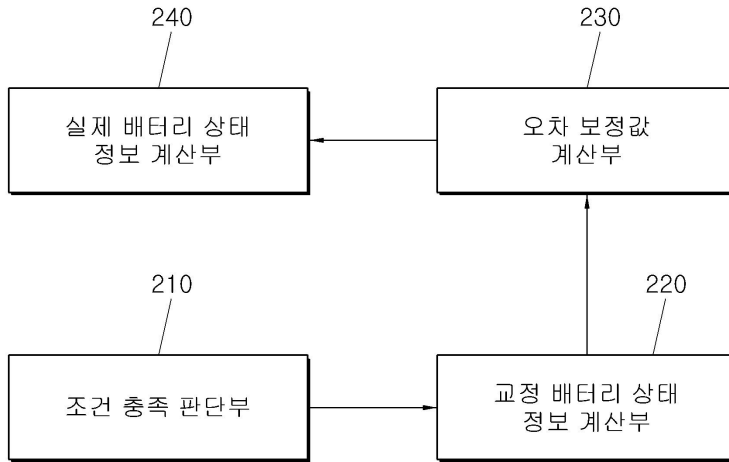 240
230
실제 배터리 상태
정보 계산부
오차 보정값
계산부
210
220
조건 충족 판단부
교정 배터리 상태
정보 계산부